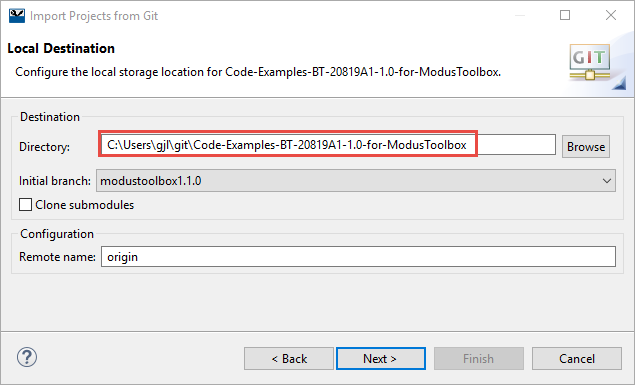 Import Projects from Git
Local Destination
Configure the local storage location for Code-Examples-BT-20819A1-1.0-for-ModusToolbox.
GIT
Destination
Directory: C:\Users\gjl\git\Code-Examples-BT-20819A1-1.0-for-ModusToolbox Browse
Initial branch: modustoolbox1.1.0
Clone submodules
Configuration
Remote name: origin
? < Back Next > Finish Cancel